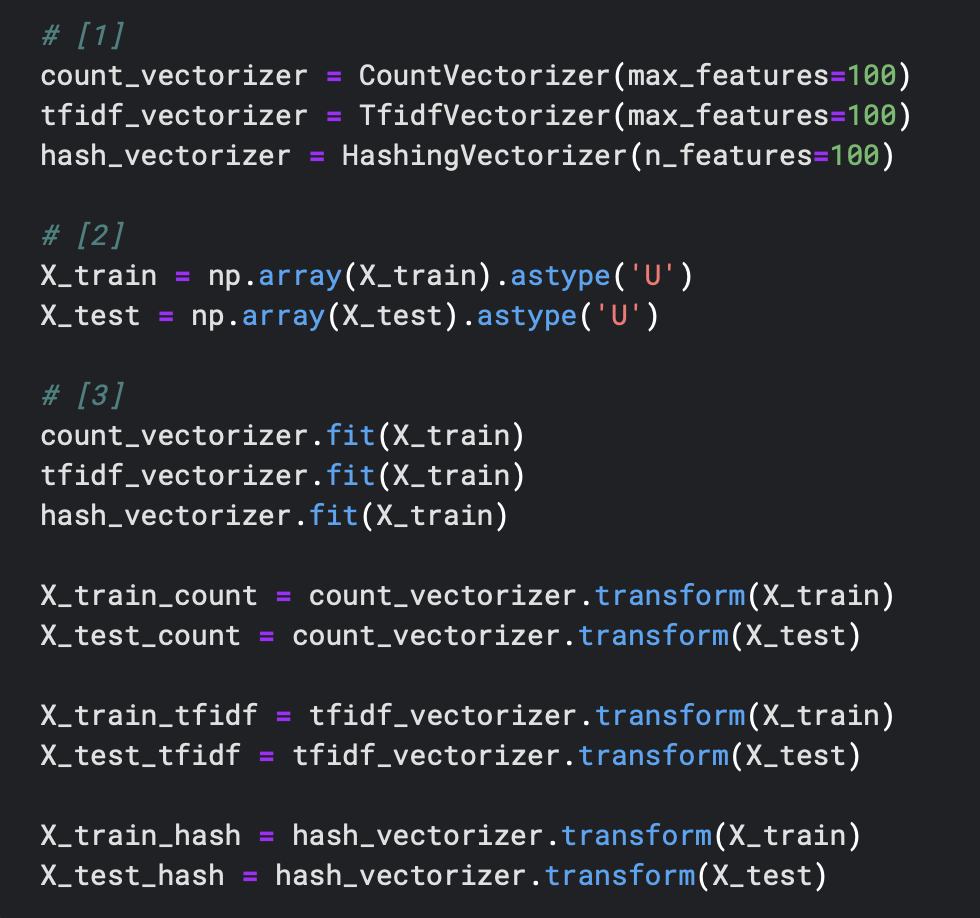 # [1]
count_vectorizer = CountVectorizer(max_features=100)
tfidf_vectorizer = TfidfVectorizer(max_features=100)
hash_vectorizer = HashingVectorizer(n_features=100)
# [2]
X_train = np.array(X_train).astype('U')
X_test = np.array(X_test).astype('U')
# [3]
count_vectorizer.fit(X_train)
tfidf_vectorizer.fit(X_train)
hash_vectorizer.fit(X_train)
X_train_count = count_vectorizer.transform(X_train)
X_test_count = count_vectorizer.transform(X_test)
X_train_tfidf = tfidf_vectorizer.transform(X_train)
X_test_tfidf = tfidf_vectorizer.transform(X_test)
X_train_hash = hash_vectorizer.transform(X_train)
X_test_hash = hash_vectorizer.transform(X_test)